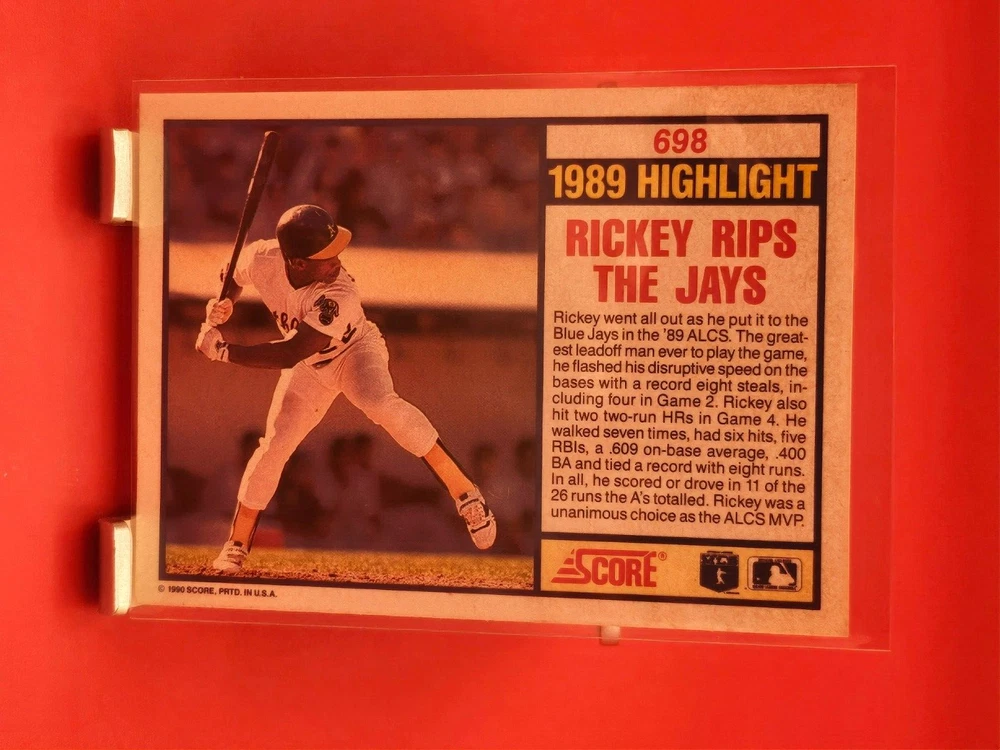 698
1989 HIGHLIGHT
RICKEY RIPS
THE JAYS
Rickey went all out as he put it to the
Blue Jays in the '89 ALCS. The great-
est leadoff man ever to play the game,
he flashed his disruptive speed on the
bases with a record eight steals, in-
cluding four in Game 2. Rickey also
hit two two-run HRs in Game 4. He
walked seven times, had six hits, five
RBIs, a .609 on-base average, .400
BA and tied a record with eight runs.
In all, he scored or drove in 11 of the
26 runs the A's totalled. Rickey was a
unanimous choice as the ALCS MVP.
SCORE®
© 1990 SCORE, PRTD. IN U.S.A.